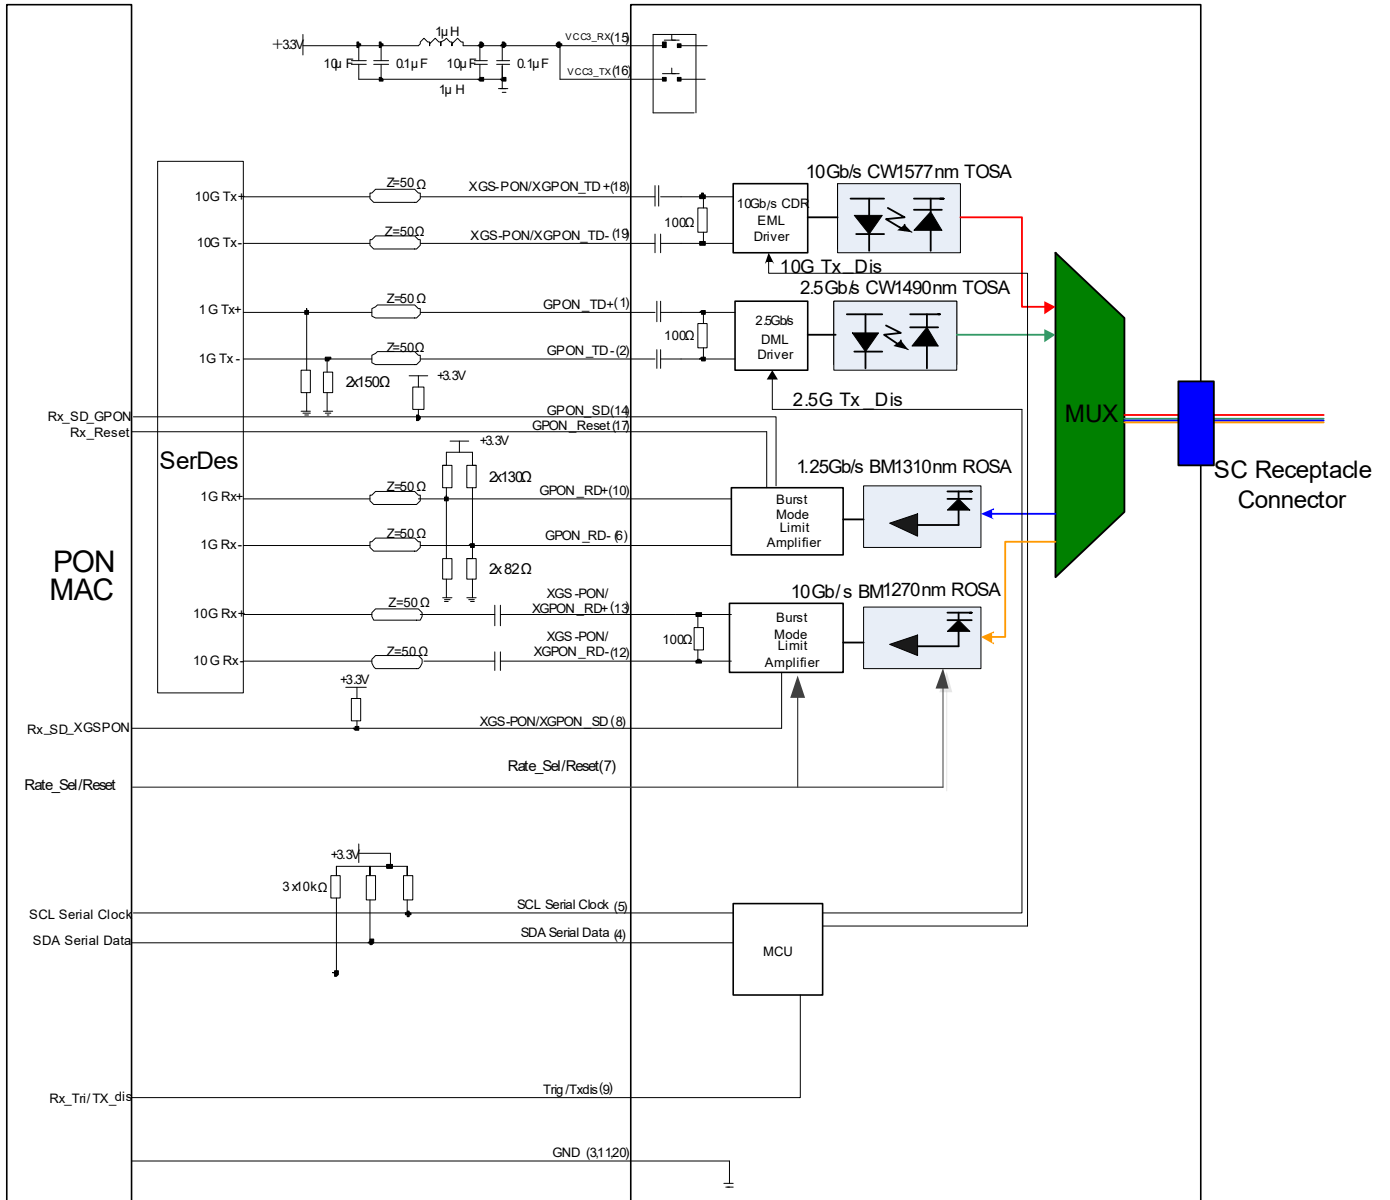 1µH
+3.3V
VCC3_RX(15)
10µF
0.1µF
10µF
0.1µF
VCC3_TX(16)
1µH
10Gb/s CW1577nm TOSA
10G Tx+
Z=50Ω
XGS-PON/XGPON_TD+(18)
100Ω
10Gb/s CDR
EML
Driver
10G Tx-
Z=50Ω
XGS-PON/XGPON_TD-(19)
10G Tx_Dis
2.5Gb/s CW1490nm TOSA
1G Tx+
Z=50Ω
GPON_TD+(1)
100Ω
2.5Gb/s
DML
Driver
1G Tx-
Z=50Ω
GPON_TD-(2)
2x150Ω
+3.3V
2.5G Tx_Dis
Rx_SD_GPON
GPON_SD(14)
Rx_Reset
GPON_Reset(17)
MUX
SC Receptacle
Connector
SerDes
+3.3V
2x130Ω
1.25Gb/s BM1310nm ROSA
1G Rx+
Z=50Ω
GPON_RD+(10)
Burst
Mode
Limit
Amplifier
1G Rx-
Z=50Ω
GPON_RD-(6)
2x82Ω
PON
MAC
10Gb/s BM1270nm ROSA
10G Rx+
Z=50Ω
XGS-PON/
XGPON_RD+(13)
100Ω
Burst
Mode
Limit
Amplifier
10G Rx-
Z=50Ω
XGS-PON/
XGPON_RD-(12)
+3.3V
Rx_SD_XGSPON
XGS-PON/XGPON_SD(8)
Rate_Sel/Reset(7)
Rate_Sel/Reset
+3.3V
3x10kΩ
SCL Serial Clock
SCL Serial Clock (5)
SDA Serial Data
SDA Serial Data (4)
MCU
Rx_Tri/TX_dis
Trig/Txdis(9)
GND (3,11,20)